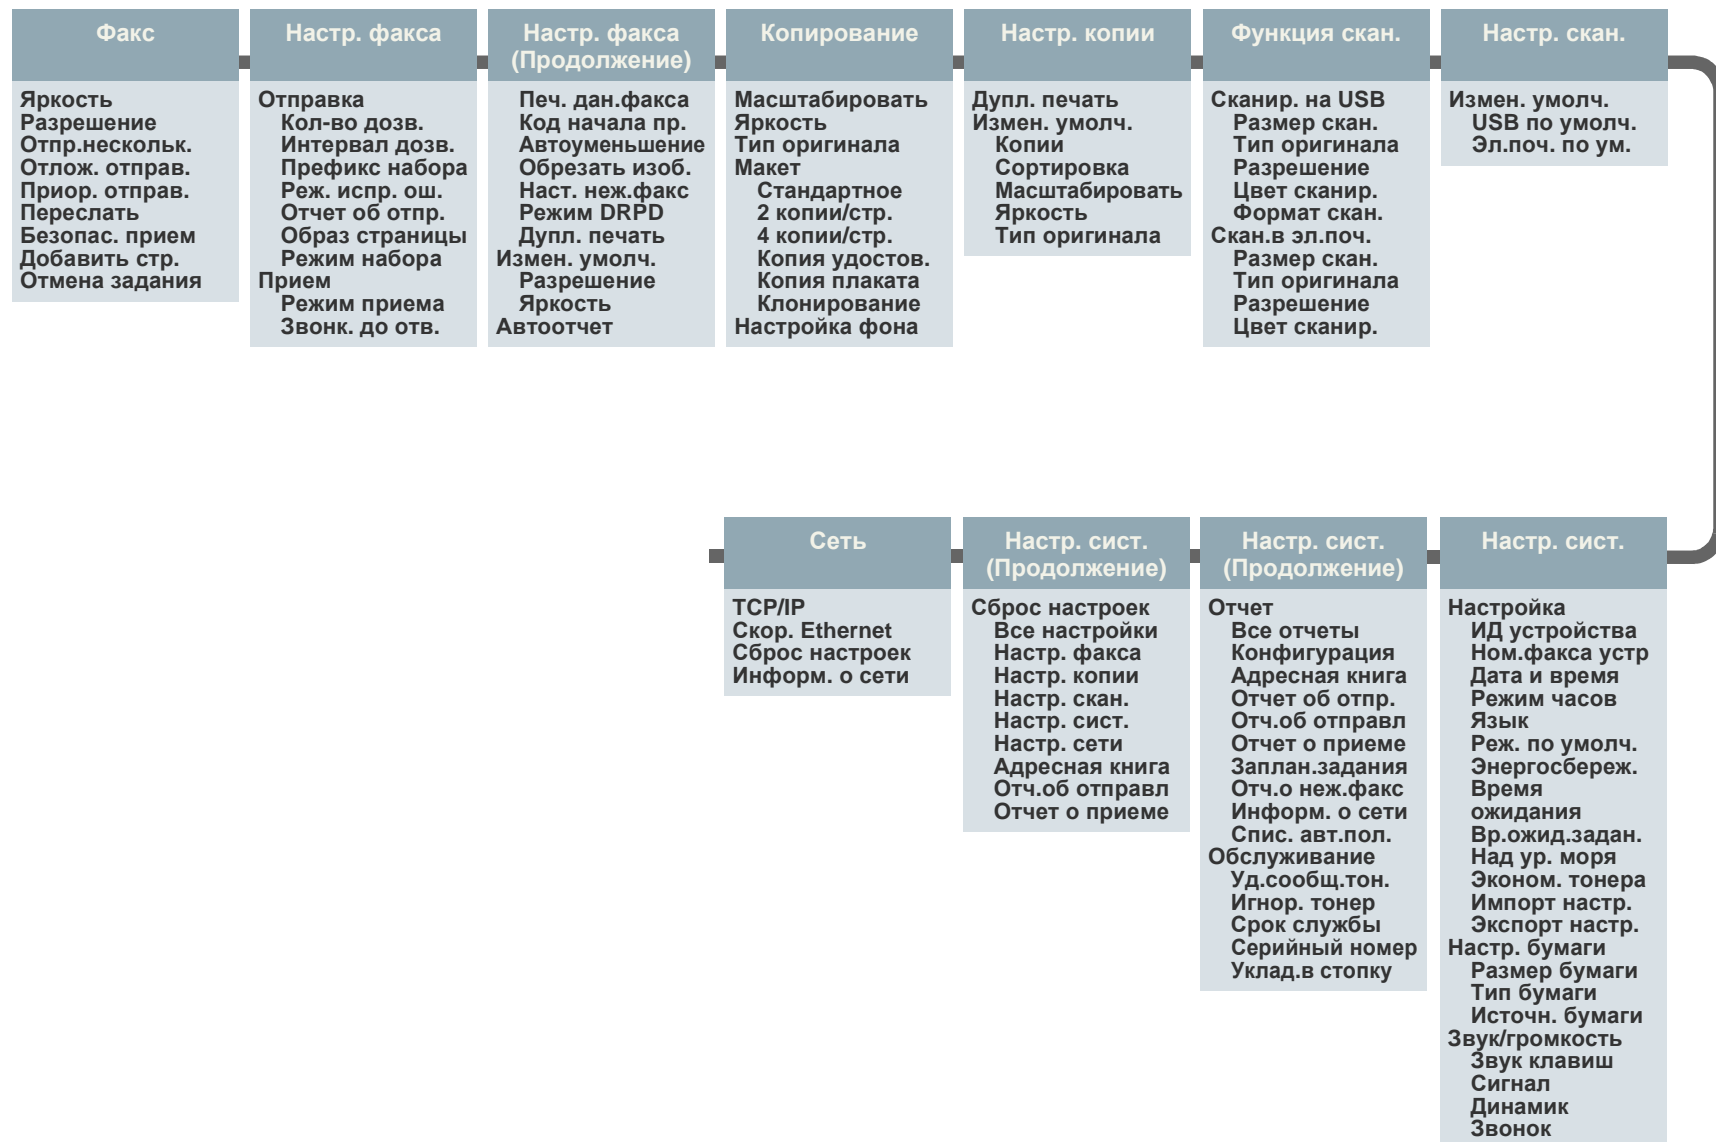 Факс
Яркость
Разрешение
Отпр.нескольк.
Отлож. отправ.
Приор. отправ.
Переслать
Безопас. прием
Добавить стр.
Отмена задания
Настр. факса
Отправка
Кол-во дозв.
Интервал дозв.
Префикс набора
Реж. испр. ош.
Отчет об отпр.
Образ страницы
Режим набора
Прием
Режим приема
Звонк. до отв.
Настр. факса
(Продолжение)
Печ. дан.факса
Код начала пр.
Автоуменьшение
Обрезать изоб.
Наст. неж.факс
Режим DRPD
Дупл. печать
Измен. умолч.
Разрешение
Яркость
Автоотчет
Копирование
Масштабировать
Яркость
Тип оригинала
Макет
Стандартное
2 копии/стр.
4 копии/стр.
Копия удостов.
Копия плаката
Клонирование
Настройка фона
Настр. копии
Дупл. печать
Измен. умолч.
Копии
Сортировка
Масштабировать
Яркость
Тип оригинала
Функция скан.
Сканир. на USB
Размер скан.
Тип оригинала
Разрешение
Цвет сканир.
Формат скан.
Скан.в эл.поч.
Размер скан.
Тип оригинала
Разрешение
Цвет сканир.
Настр. скан.
Измен. умолч.
USB по умолч.
Эл.поч. по ум.
Сеть
TCP/IP
Скор. Ethernet
Сброс настроек
Информ. о сети
Настр. сист.
(Продолжение)
Сброс настроек
Все настройки
Настр. факса
Настр. копии
Настр. скан.
Настр. сист.
Настр. сети
Адресная книга
Отч.об отправл
Отчет о приеме
Настр. сист.
(Продолжение)
Отчет
Все отчеты
Конфигурация
Адресная книга
Отчет об отпр.
Отч.об отправл
Отчет о приеме
Заплан.задания
Отч.о неж.факс
Информ. о сети
Спис. авт.пол.
Обслуживание
Уд.сообщ.тон.
Игнор. тонер
Срок службы
Серийный номер
Уклад.в стопку
Настр. сист.
Настройка
ИД устройства
Ном.факса устр
Дата и время
Режим часов
Язык
Реж. по умолч.
Энергосбереж.
Время
ожидания
Вр.ожид.задан.
Над ур. моря
Эконом. тонера
Импорт настр.
Экспорт настр.
Настр. бумаги
Размер бумаги
Тип бумаги
Источн. бумаги
Звук/громкость
Звук клавиш
Сигнал
Динамик
Звонок